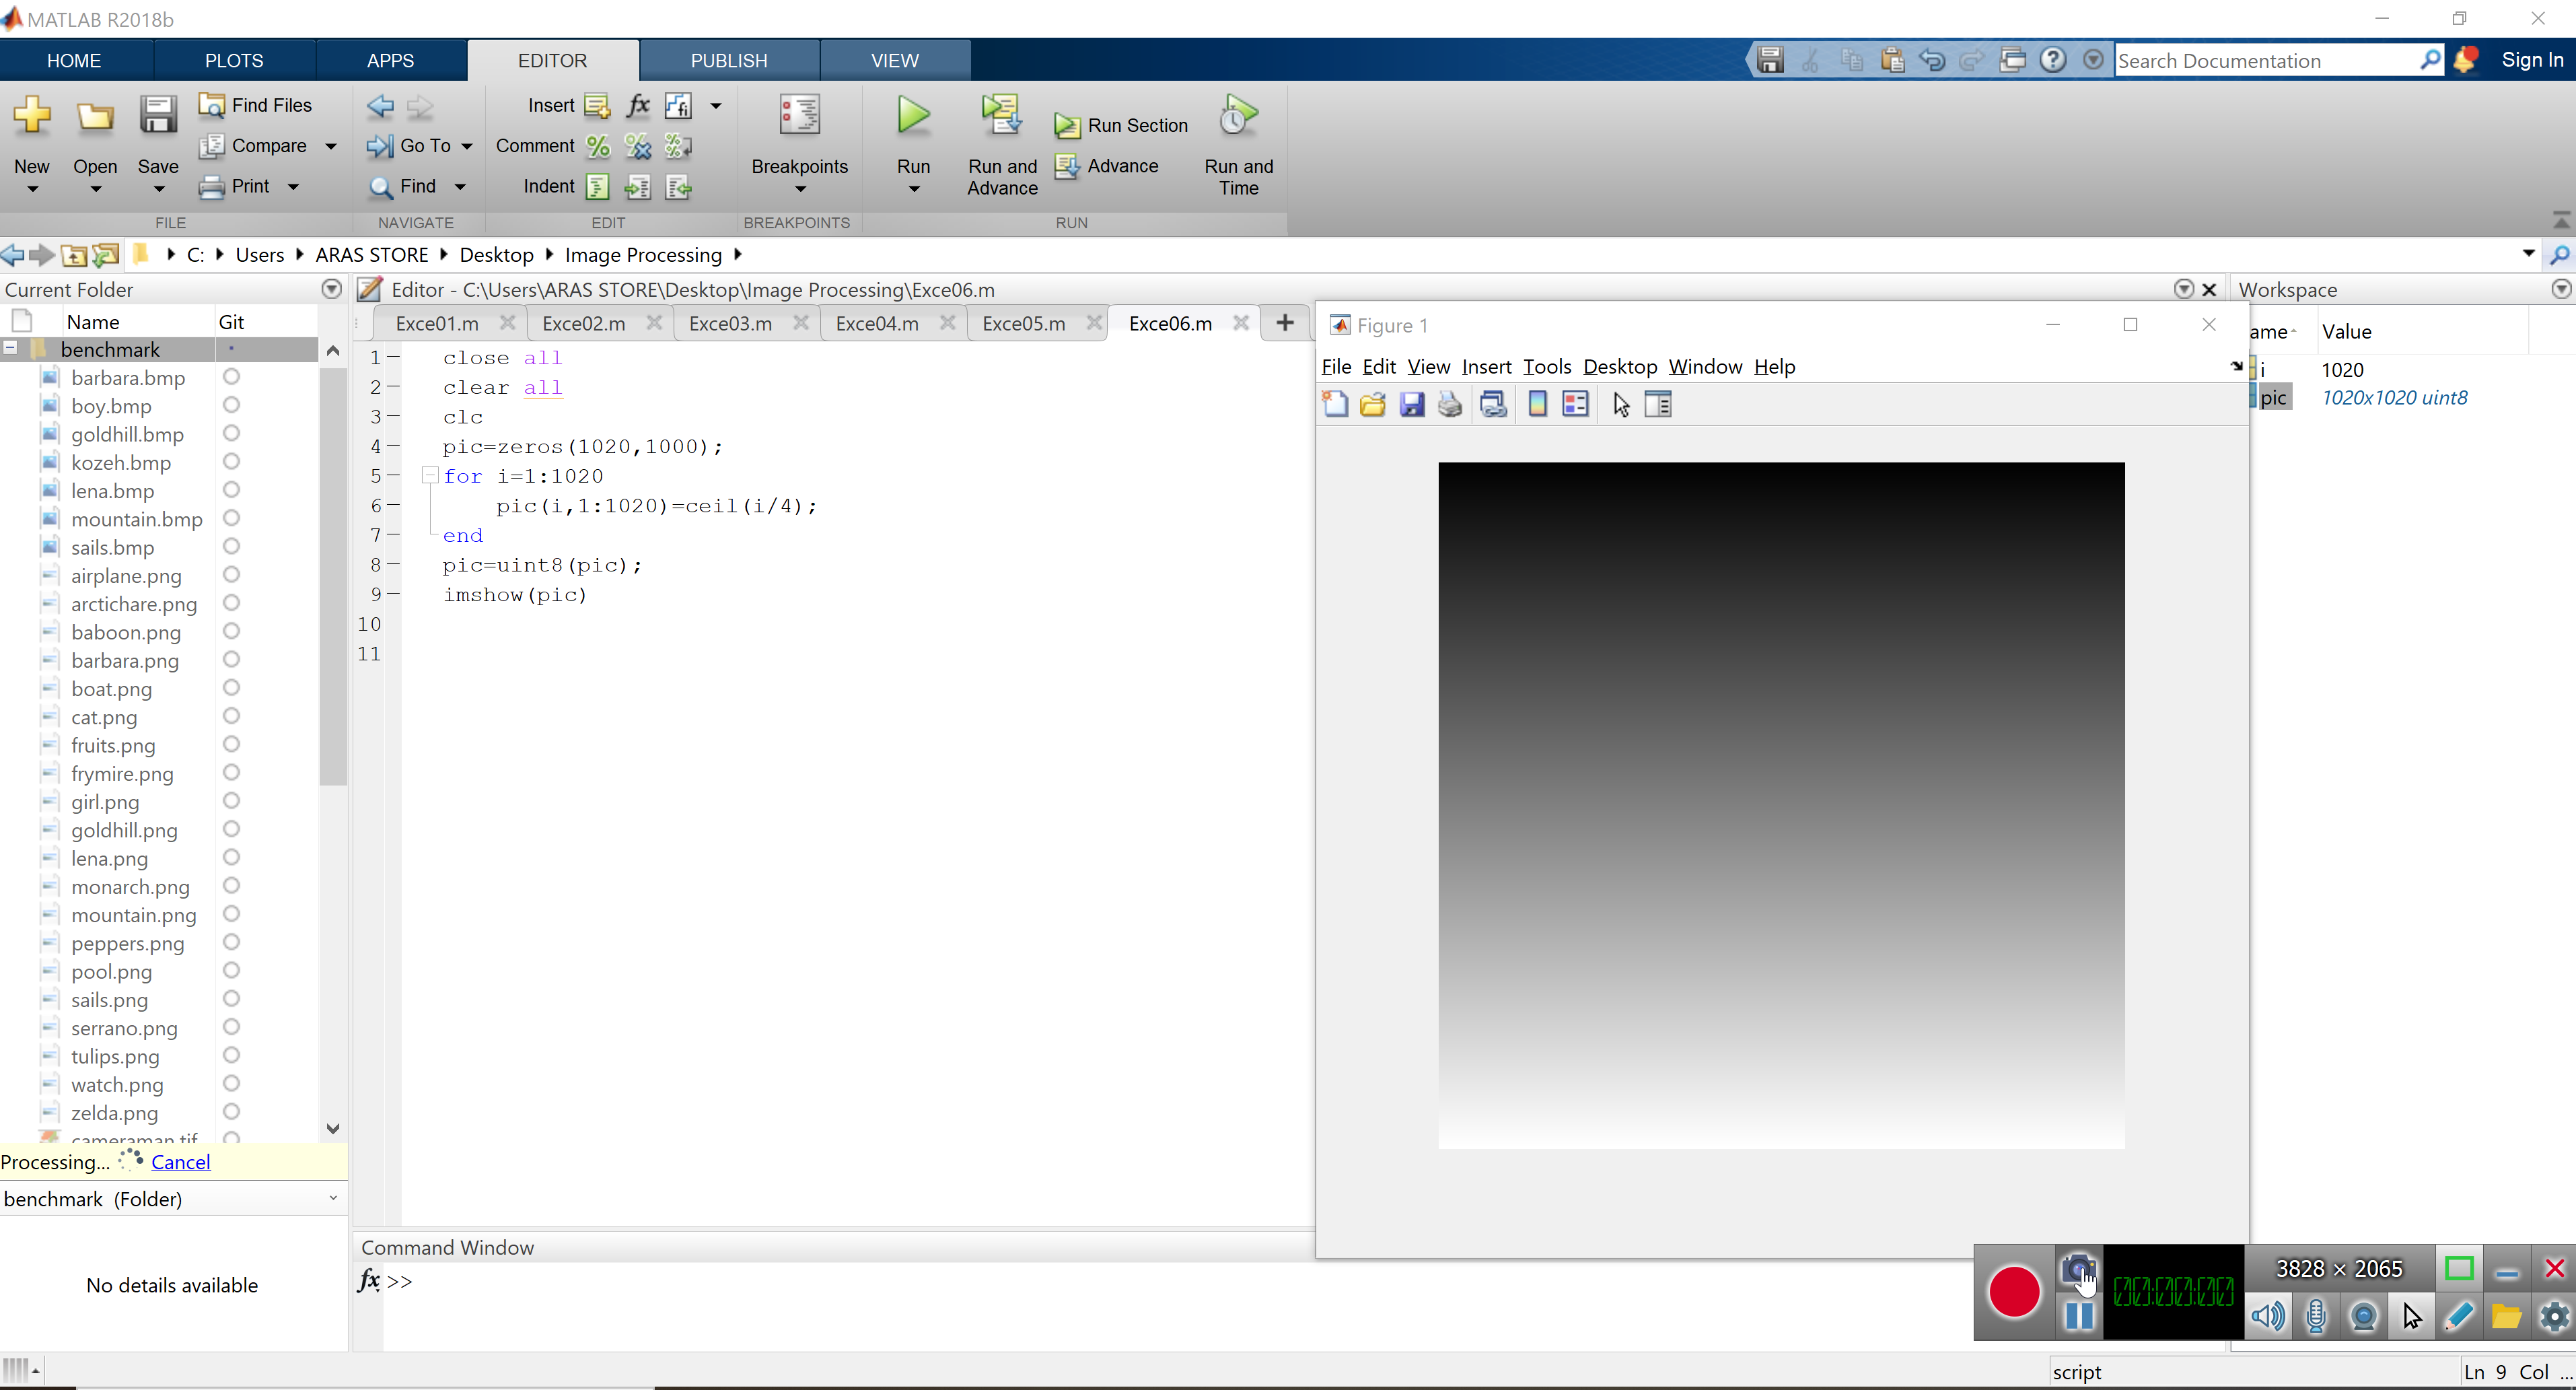 MATLAB R2018b
HOME PLOTS APPS EDITOR PUBLISH VIEW Search Documentation Sign In
New Open Save Find Files Compare Print
Go To Find
Insert fx fi
Comment
Indent
Breakpoints
Run Run and Advance Run Section Advance Run and Time
FILE NAVIGATE EDIT BREAKPOINTS RUN
C: Users ARAS STORE Desktop Image Processing
Current Folder
Name Git
benchmark
barbara.bmp
boy.bmp
goldhill.bmp
kozeh.bmp
lena.bmp
mountain.bmp
sails.bmp
airplane.png
arctichare.png
baboon.png
barbara.png
boat.png
cat.png
fruits.png
frymire.png
girl.png
goldhill.png
lena.png
monarch.png
mountain.png
peppers.png
pool.png
sails.png
serrano.png
tulips.png
watch.png
zelda.png
cameraman.tif
Processing... Cancel
benchmark (Folder)
No details available
Editor - C:\Users\ARAS STORE\Desktop\Image Processing\Exce06.m
Exce01.m Exce02.m Exce03.m Exce04.m Exce05.m Exce06.m
1 close all
2 clear all
3 clc
4 pic=zeros(1020,1000);
5 for i=1:1020
6 pic(i,1:1020)=ceil(i/4);
7 end
8 pic=uint8(pic);
9 imshow(pic)
10
11
Figure 1
File Edit View Insert Tools Desktop Window Help
Workspace
ame Value
i 1020
pic 1020x1020 uint8
Command Window
fx >>
00:00:00 3828 × 2065
script Ln 9 Col ...